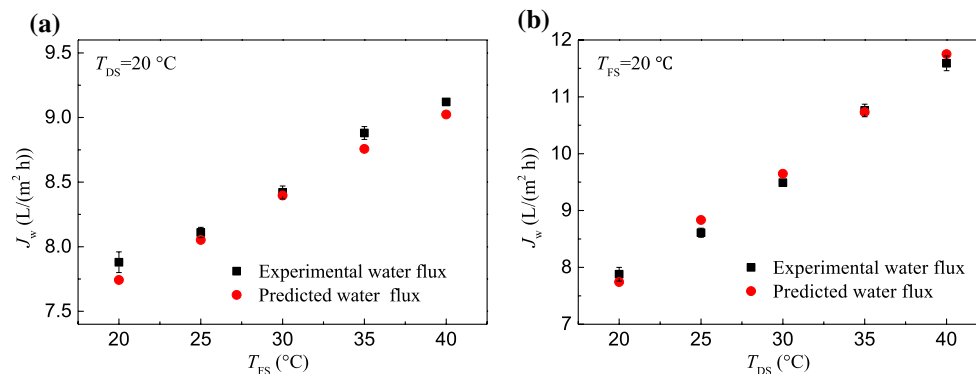 (a)
9.5
9.0
8.5
8.0
7.5
J_w (L/(m² h))
T_DS=20 °C
Experimental water flux
Predicted water flux
20 25 30 35 40
T_FS (°C)
(b)
12
11
10
9
8
7
J_w (L/(m² h))
T_FS=20 ℃
Experimental water flux
Predicted water flux
20 25 30 35 40
T_DS (°C)